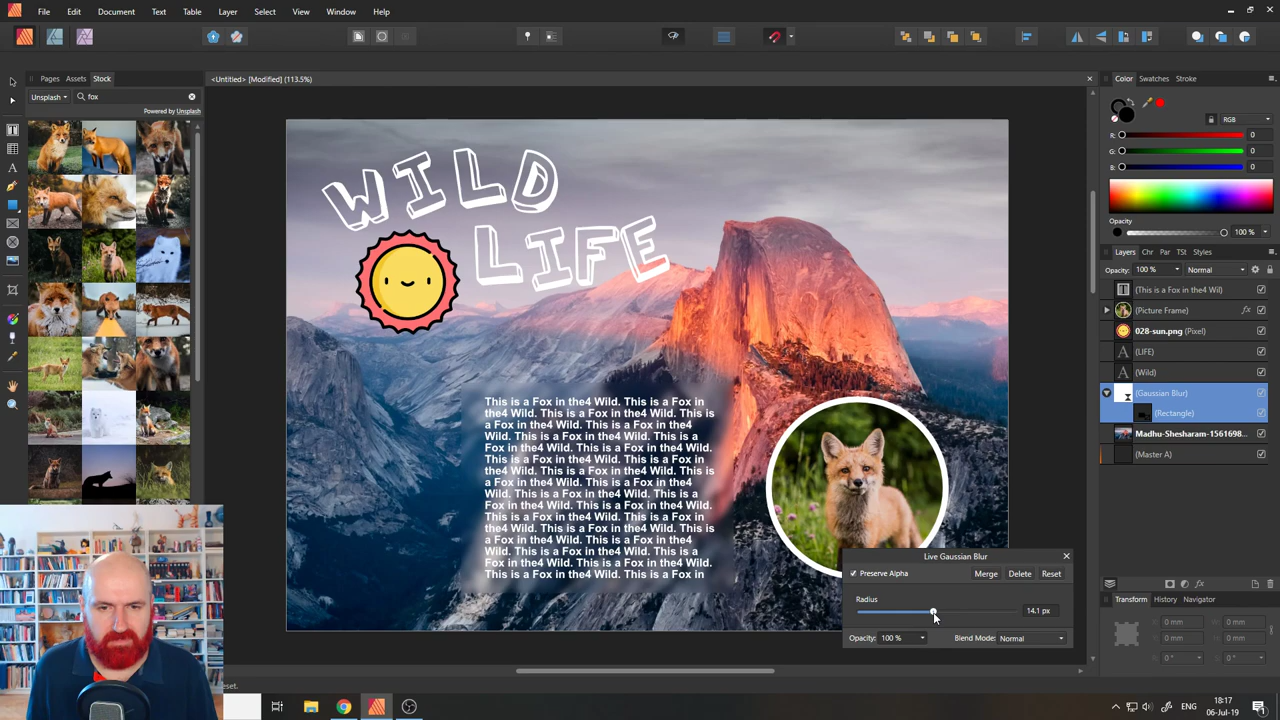 File Edit Document Text Table Layer Select View Window Help
Pages Assets Stock
<Untitled> [Modified] (113.5%)
Unsplash
fox
Powered by Unsplash
WILD
LIFE
This is a Fox in the4 Wild. This is a Fox in
the4 Wild. This is a Fox in the4 Wild. This is
a Fox in the4 Wild. This is a Fox in the4
Wild. This is a Fox in the4 Wild. This is a
Fox in the4 Wild. This is a Fox in the4 Wild.
This is a Fox in the4 Wild. This is a Fox in
the4 Wild. This is a Fox in the4 Wild. This is
a Fox in the4 Wild. This is a Fox in the4
Wild. This is a Fox in the4 Wild. This is a
Fox in the4 Wild. This is a Fox in the4 Wild.
This is a Fox in the4 Wild. This is a Fox in
the4 Wild. This is a Fox in the4 Wild. This is
a Fox in the4 Wild. This is a Fox in the4
Wild. This is a Fox in the4 Wild. This is a
Fox in the4 Wild. This is a Fox in the4 Wild.
This is a Fox in the4 Wild. This is a Fox in
Live Gaussian Blur
Preserve Alpha Merge Delete Reset
Radius
14.1 px
Opacity: 100 % Blend Mode: Normal
Color Swatches Stroke
RGB
R: 0
G: 0
B: 0
Opacity
100 %
Layers Chr Par TSt Styles
Opacity: 100 % Normal
(This is a Fox in the4 Wil)
(Picture Frame) fx
028-sun.png (Pixel)
(LIFE)
(Wild)
(Gaussian Blur)
(Rectangle)
Madhu-Shesharam-1561698...
(Master A)
fx
Transform History Navigator
X: 0 mm W: 0 mm
Y: 0 mm H: 0 mm
R: 0 ° S: 0 °
eset.
ENG
18:17
06-Jul-19
1